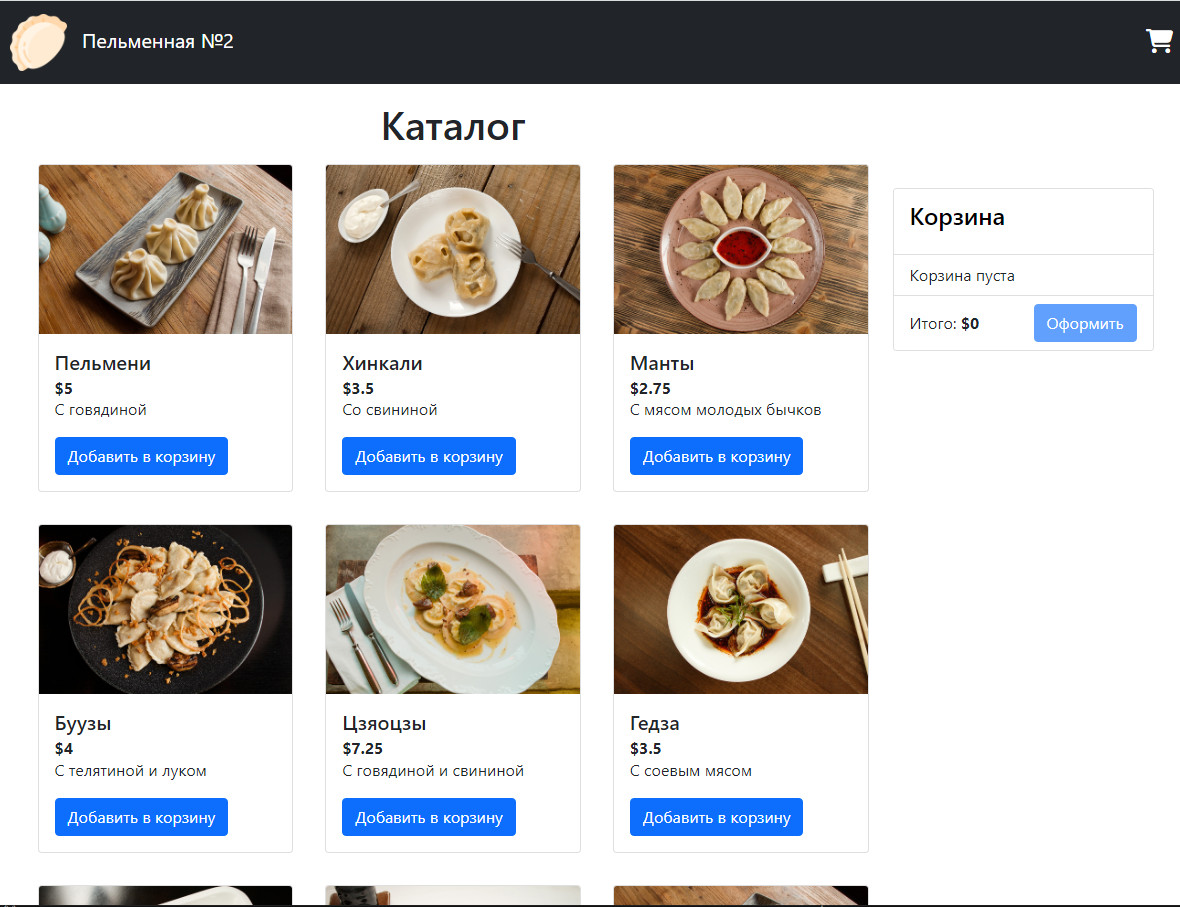 Пельменная №2
Каталог
Пельмени
$5
С говядиной
Добавить в корзину
Хинкали
$3.5
Со свининой
Добавить в корзину
Манты
$2.75
С мясом молодых бычков
Добавить в корзину
Корзина
Корзина пуста
Итого: $0
Оформить
Буузы
$4
С телятиной и луком
Добавить в корзину
Цзяоцзы
$7.25
С говядиной и свининой
Добавить в корзину
Гедза
$3.5
С соевым мясом
Добавить в корзину